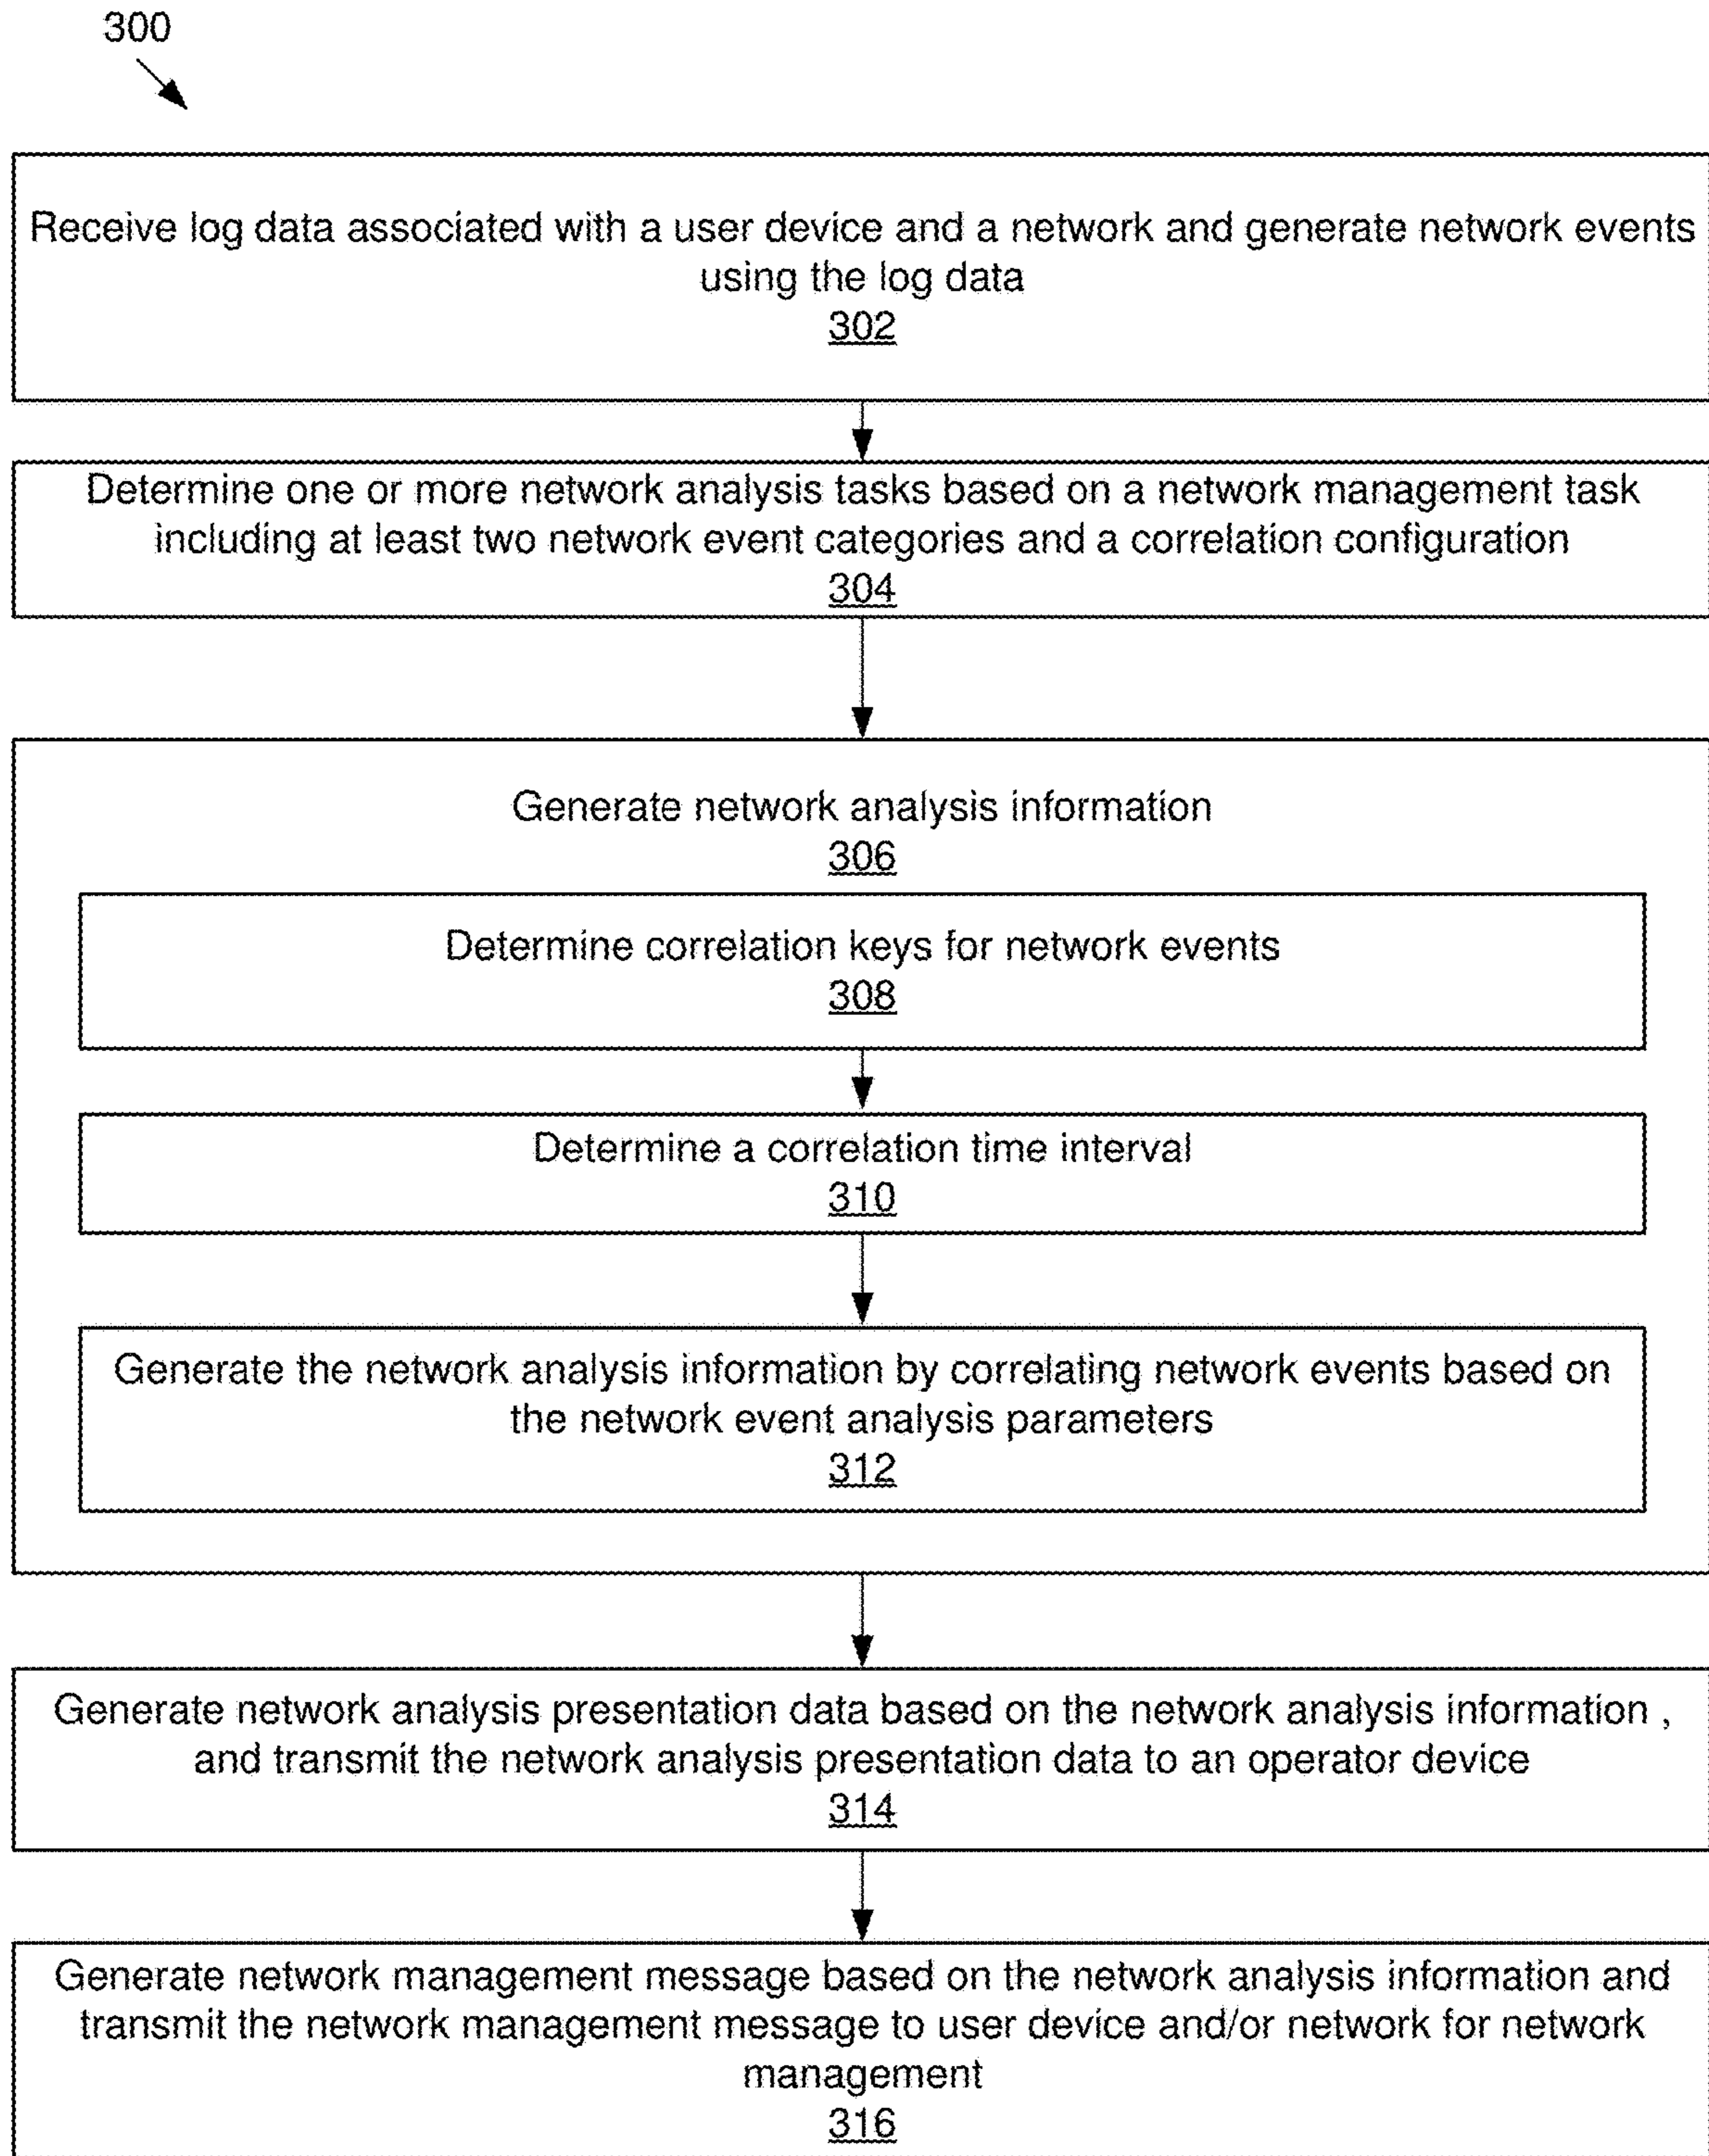 300
Receive log data associated with a user device and a network and generate network events
using the log data
302
Determine one or more network analysis tasks based on a network management task
including at least two network event categories and a correlation configuration
304
Generate network analysis information
306
Determine correlation keys for network events
308
Determine a correlation time interval
310
Generate the network analysis information by correlating network events based on
the network event analysis parameters
312
Generate network analysis presentation data based on the network analysis information ,
and transmit the network analysis presentation data to an operator device
314
Generate network management message based on the network analysis information and
transmit the network management message to user device and/or network for network
management
316